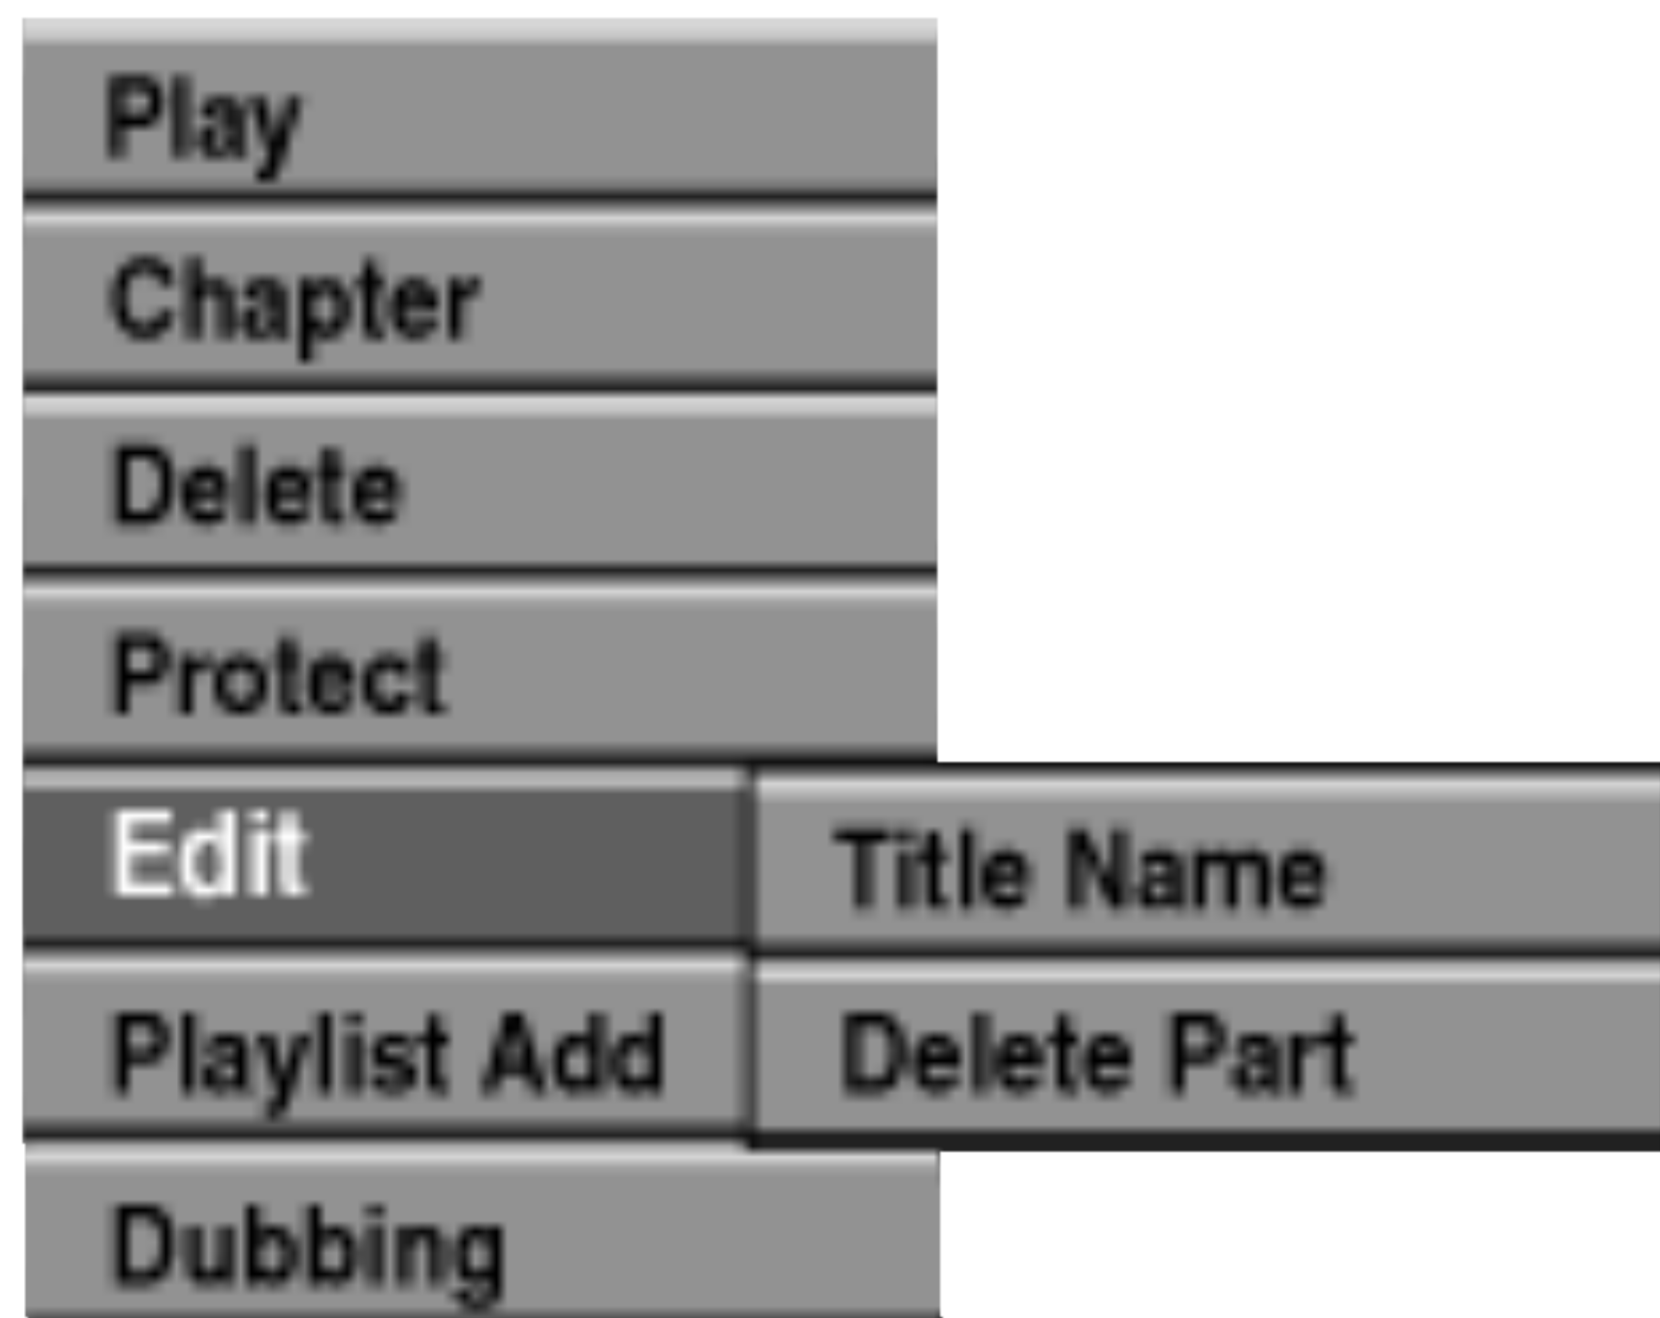 Play
Chapter
Delete
Protect
Edit
Title Name
Playlist Add
Delete Part
Dubbing